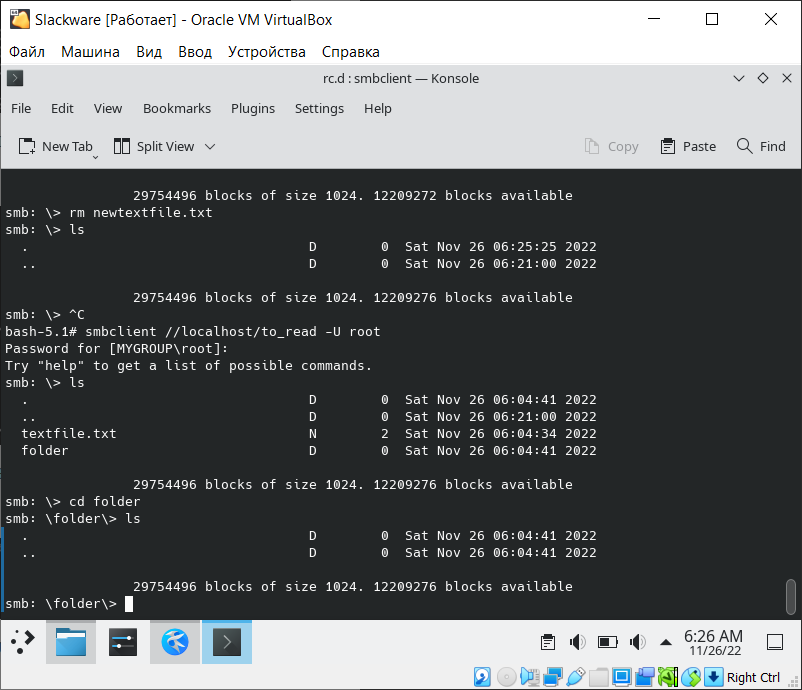 Slackware [Работает] - Oracle VM VirtualBox
Файл Машина Вид Ввод Устройства Справка
rc.d : smbclient — Konsole
File Edit View Bookmarks Plugins Settings Help
New Tab Split View Copy Paste Find
29754496 blocks of size 1024. 12209272 blocks available
smb: \> rm newtextfile.txt
smb: \> ls
. D 0 Sat Nov 26 06:25:25 2022
.. D 0 Sat Nov 26 06:21:00 2022
29754496 blocks of size 1024. 12209276 blocks available
smb: \> ^C
bash-5.1# smbclient //localhost/to_read -U root
Password for [MYGROUP\root]:
Try "help" to get a list of possible commands.
smb: \> ls
. D 0 Sat Nov 26 06:04:41 2022
.. D 0 Sat Nov 26 06:21:00 2022
textfile.txt N 2 Sat Nov 26 06:04:34 2022
folder D 0 Sat Nov 26 06:04:41 2022
29754496 blocks of size 1024. 12209276 blocks available
smb: \> cd folder
smb: \folder\> ls
. D 0 Sat Nov 26 06:04:41 2022
.. D 0 Sat Nov 26 06:04:41 2022
29754496 blocks of size 1024. 12209276 blocks available
smb: \folder\>
6:26 AM
11/26/22
Right Ctrl